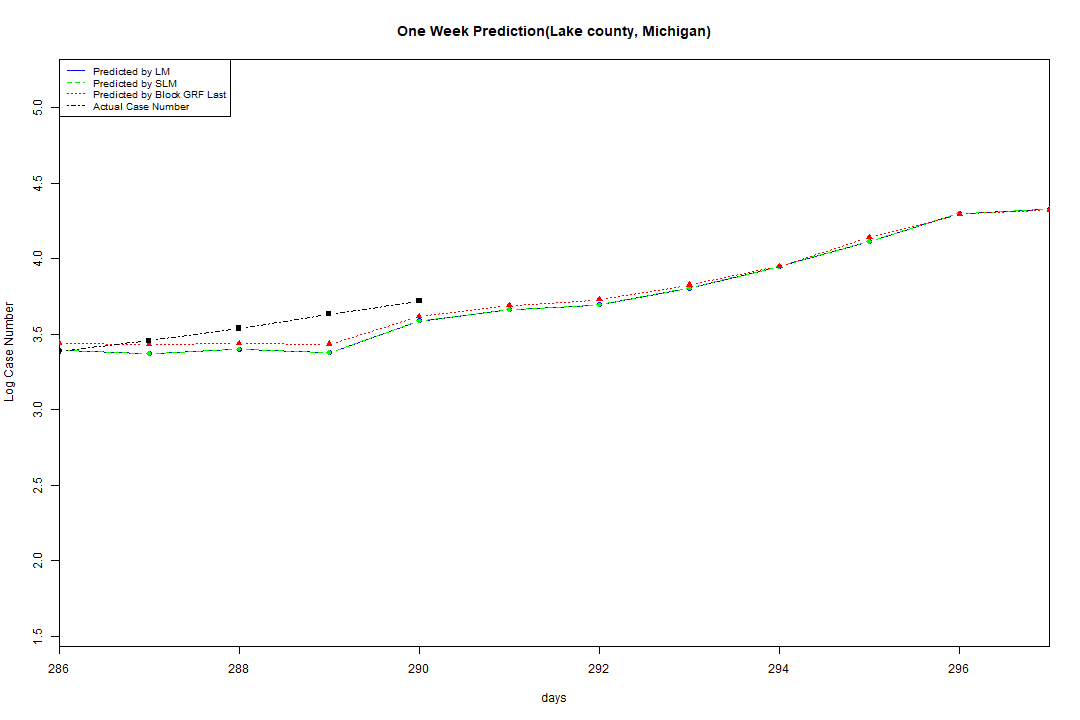 One Week Prediction(Lake county, Michigan)
Predicted by LM
Predicted by SLM
Predicted by Block GRF Last
Actual Case Number
5.0
4.5
4.0
3.5
3.0
2.5
2.0
1.5
Log Case Number
286 288 290 292 294 296
days